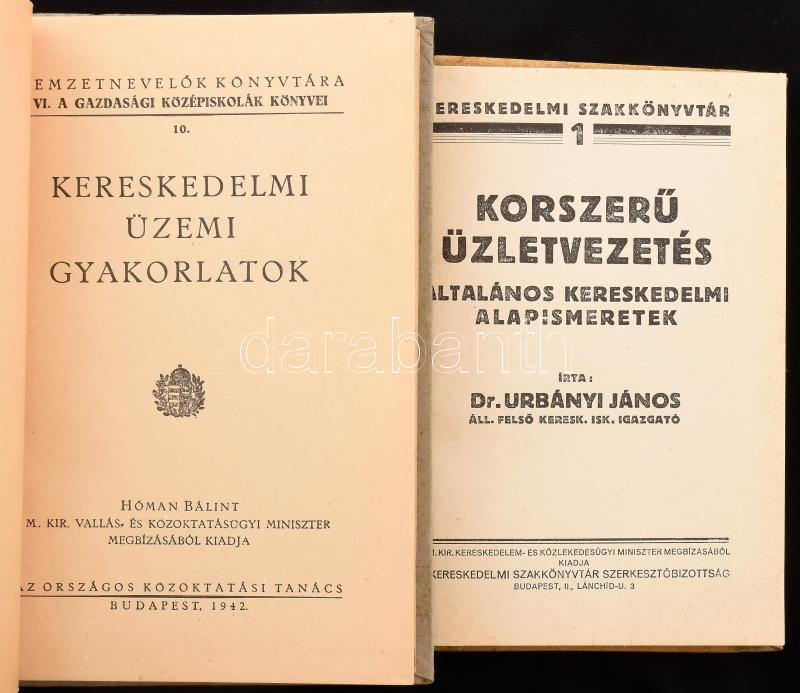 EMZETNEVELŐK KÖNYVTÁRA
VI. A GAZDASÁGI KÖZÉPISKOLÁK KÖNYVEI
10.
KERESKEDELMI
ÜZEMI
GYAKORLATOK
HÓMAN BÁLINT
M. KIR. VALLÁS- ÉS KÖZOKTATÁSÜGYI MINISZTER
MEGBÍZÁSÁBÓL KIADJA
AZ ORSZÁGOS KÖZOKTATÁSI TANÁCS
BUDAPEST, 1942.
ERESKEDELMI SZAKKÖNYVTÁR
1
KORSZERŰ
ÜZLETVEZETÉS
ÁLTALÁNOS KERESKEDELMI
ALAPISMERETEK
ÍRTA:
Dr. URBÁNYI JÁNOS
ÁLL. FELSŐ KERESK. ISK. IGAZGATÓ
M. KIR. KERESKEDELEM- ÉS KÖZLEKEDÉSÜGYI MINISZTER MEGBÍZÁSÁBÓL
KIADJA
KERESKEDELMI SZAKKÖNYVTÁR SZERKESZTŐBIZOTTSÁG
BUDAPEST, II., LÁNCHÍD-U. 3
darabanth